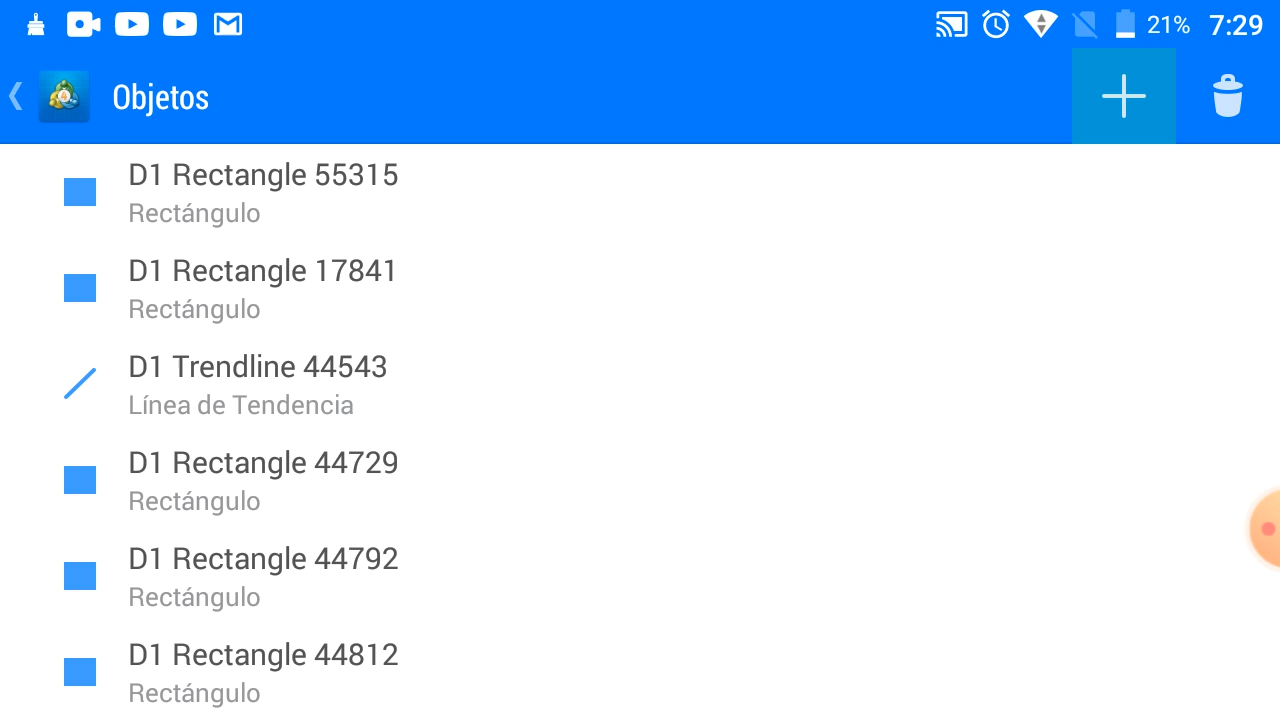 21% 7:29
Objetos
D1 Rectangle 55315
Rectángulo
D1 Rectangle 17841
Rectángulo
D1 Trendline 44543
Línea de Tendencia
D1 Rectangle 44729
Rectángulo
D1 Rectangle 44792
Rectángulo
D1 Rectangle 44812
Rectángulo